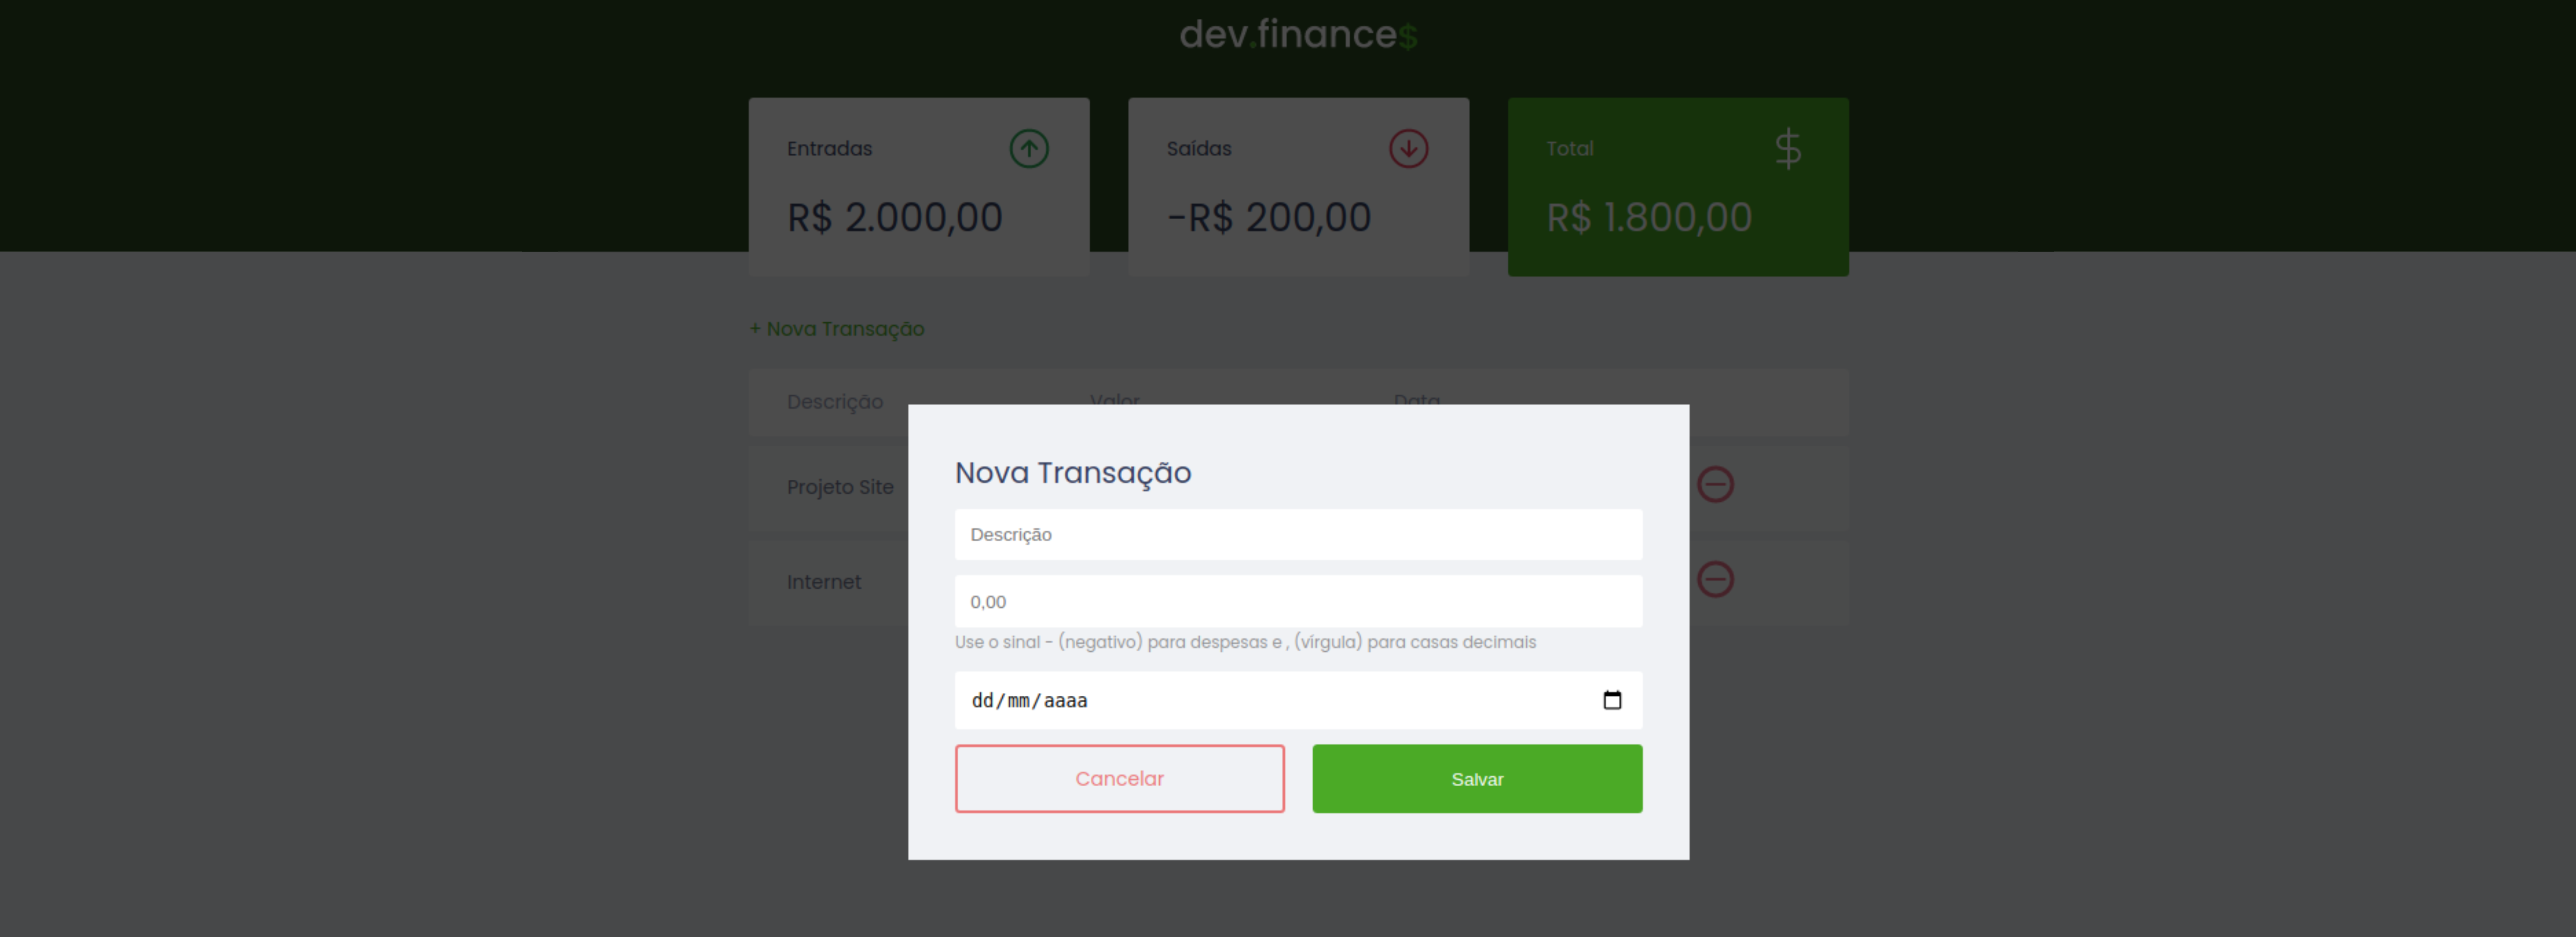 dev.finance$
Entradas
R$ 2.000,00
Saídas
-R$ 200,00
Total
$
R$ 1.800,00
+ Nova Transação
Descrição Valor Data
Projeto Site
Internet
Nova Transação
Descrição
0,00
Use o sinal - (negativo) para despesas e , (vírgula) para casas decimais
dd/mm/aaaa
Cancelar Salvar